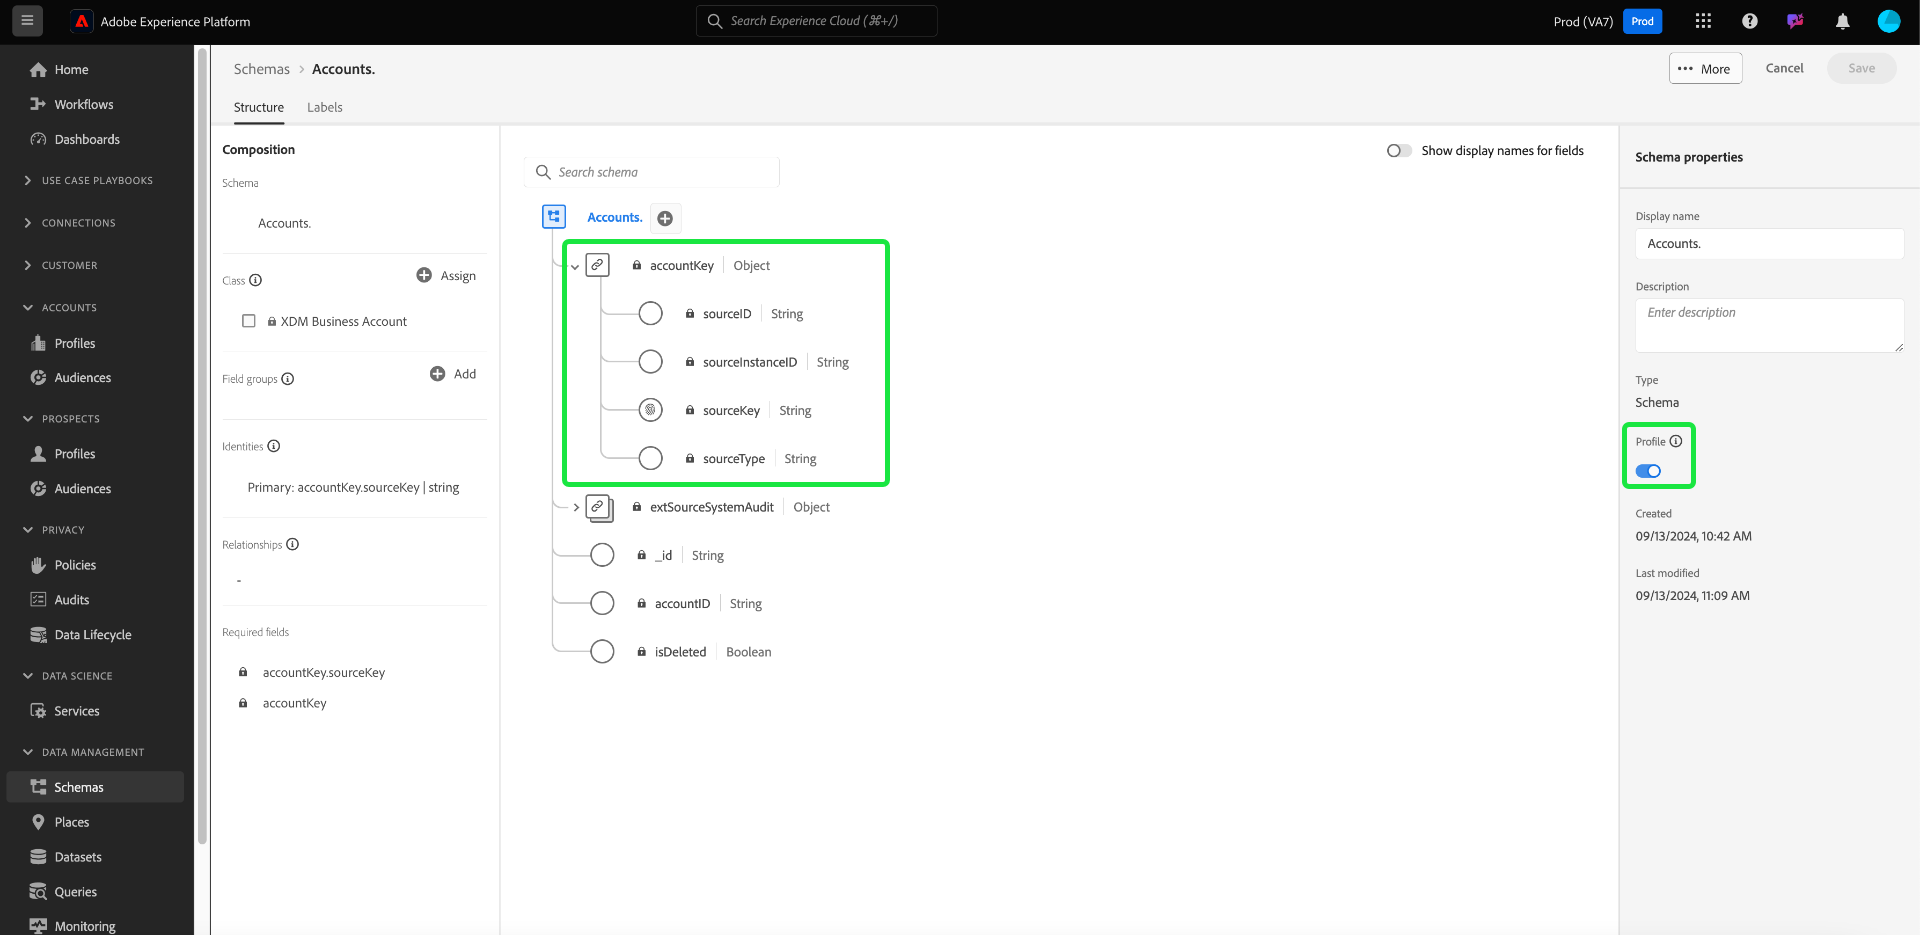 Adobe Experience Platform
Search Experience Cloud (⌘+/)
Prod (VA7)
Prod
Home
Workflows
Dashboards
USE CASE PLAYBOOKS
CONNECTIONS
CUSTOMER
ACCOUNTS
Profiles
Audiences
PROSPECTS
Profiles
Audiences
PRIVACY
Policies
Audits
Data Lifecycle
DATA SCIENCE
Services
DATA MANAGEMENT
Schemas
Places
Datasets
Queries
Monitoring
Schemas > Accounts.
More
Cancel
Save
Structure
Labels
Composition
Schema
Accounts.
Class
Assign
XDM Business Account
Field groups
Add
Identities
Primary: accountKey.sourceKey | string
Relationships
-
Required fields
accountKey.sourceKey
accountKey
Search schema
Show display names for fields
Accounts.
accountKey | Object
sourceID | String
sourceInstanceID | String
sourceKey | String
sourceType | String
extSourceSystemAudit | Object
_id | String
accountID | String
isDeleted | Boolean
Schema properties
Display name
Accounts.
Description
Enter description
Type
Schema
Profile
Created
09/13/2024, 10:42 AM
Last modified
09/13/2024, 11:09 AM